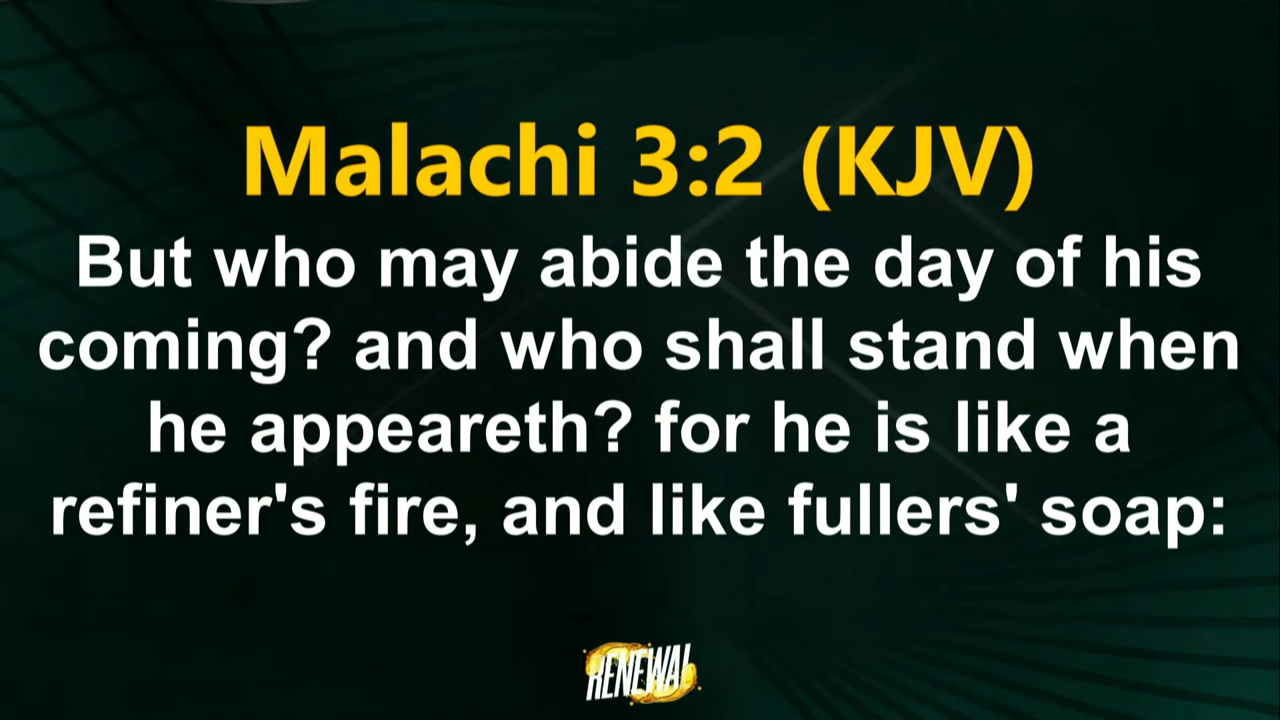 Malachi 3:2 (KJV)
But who may abide the day of his
coming? and who shall stand when
he appeareth? for he is like a
refiner's fire, and like fullers' soap:
RENEWAL